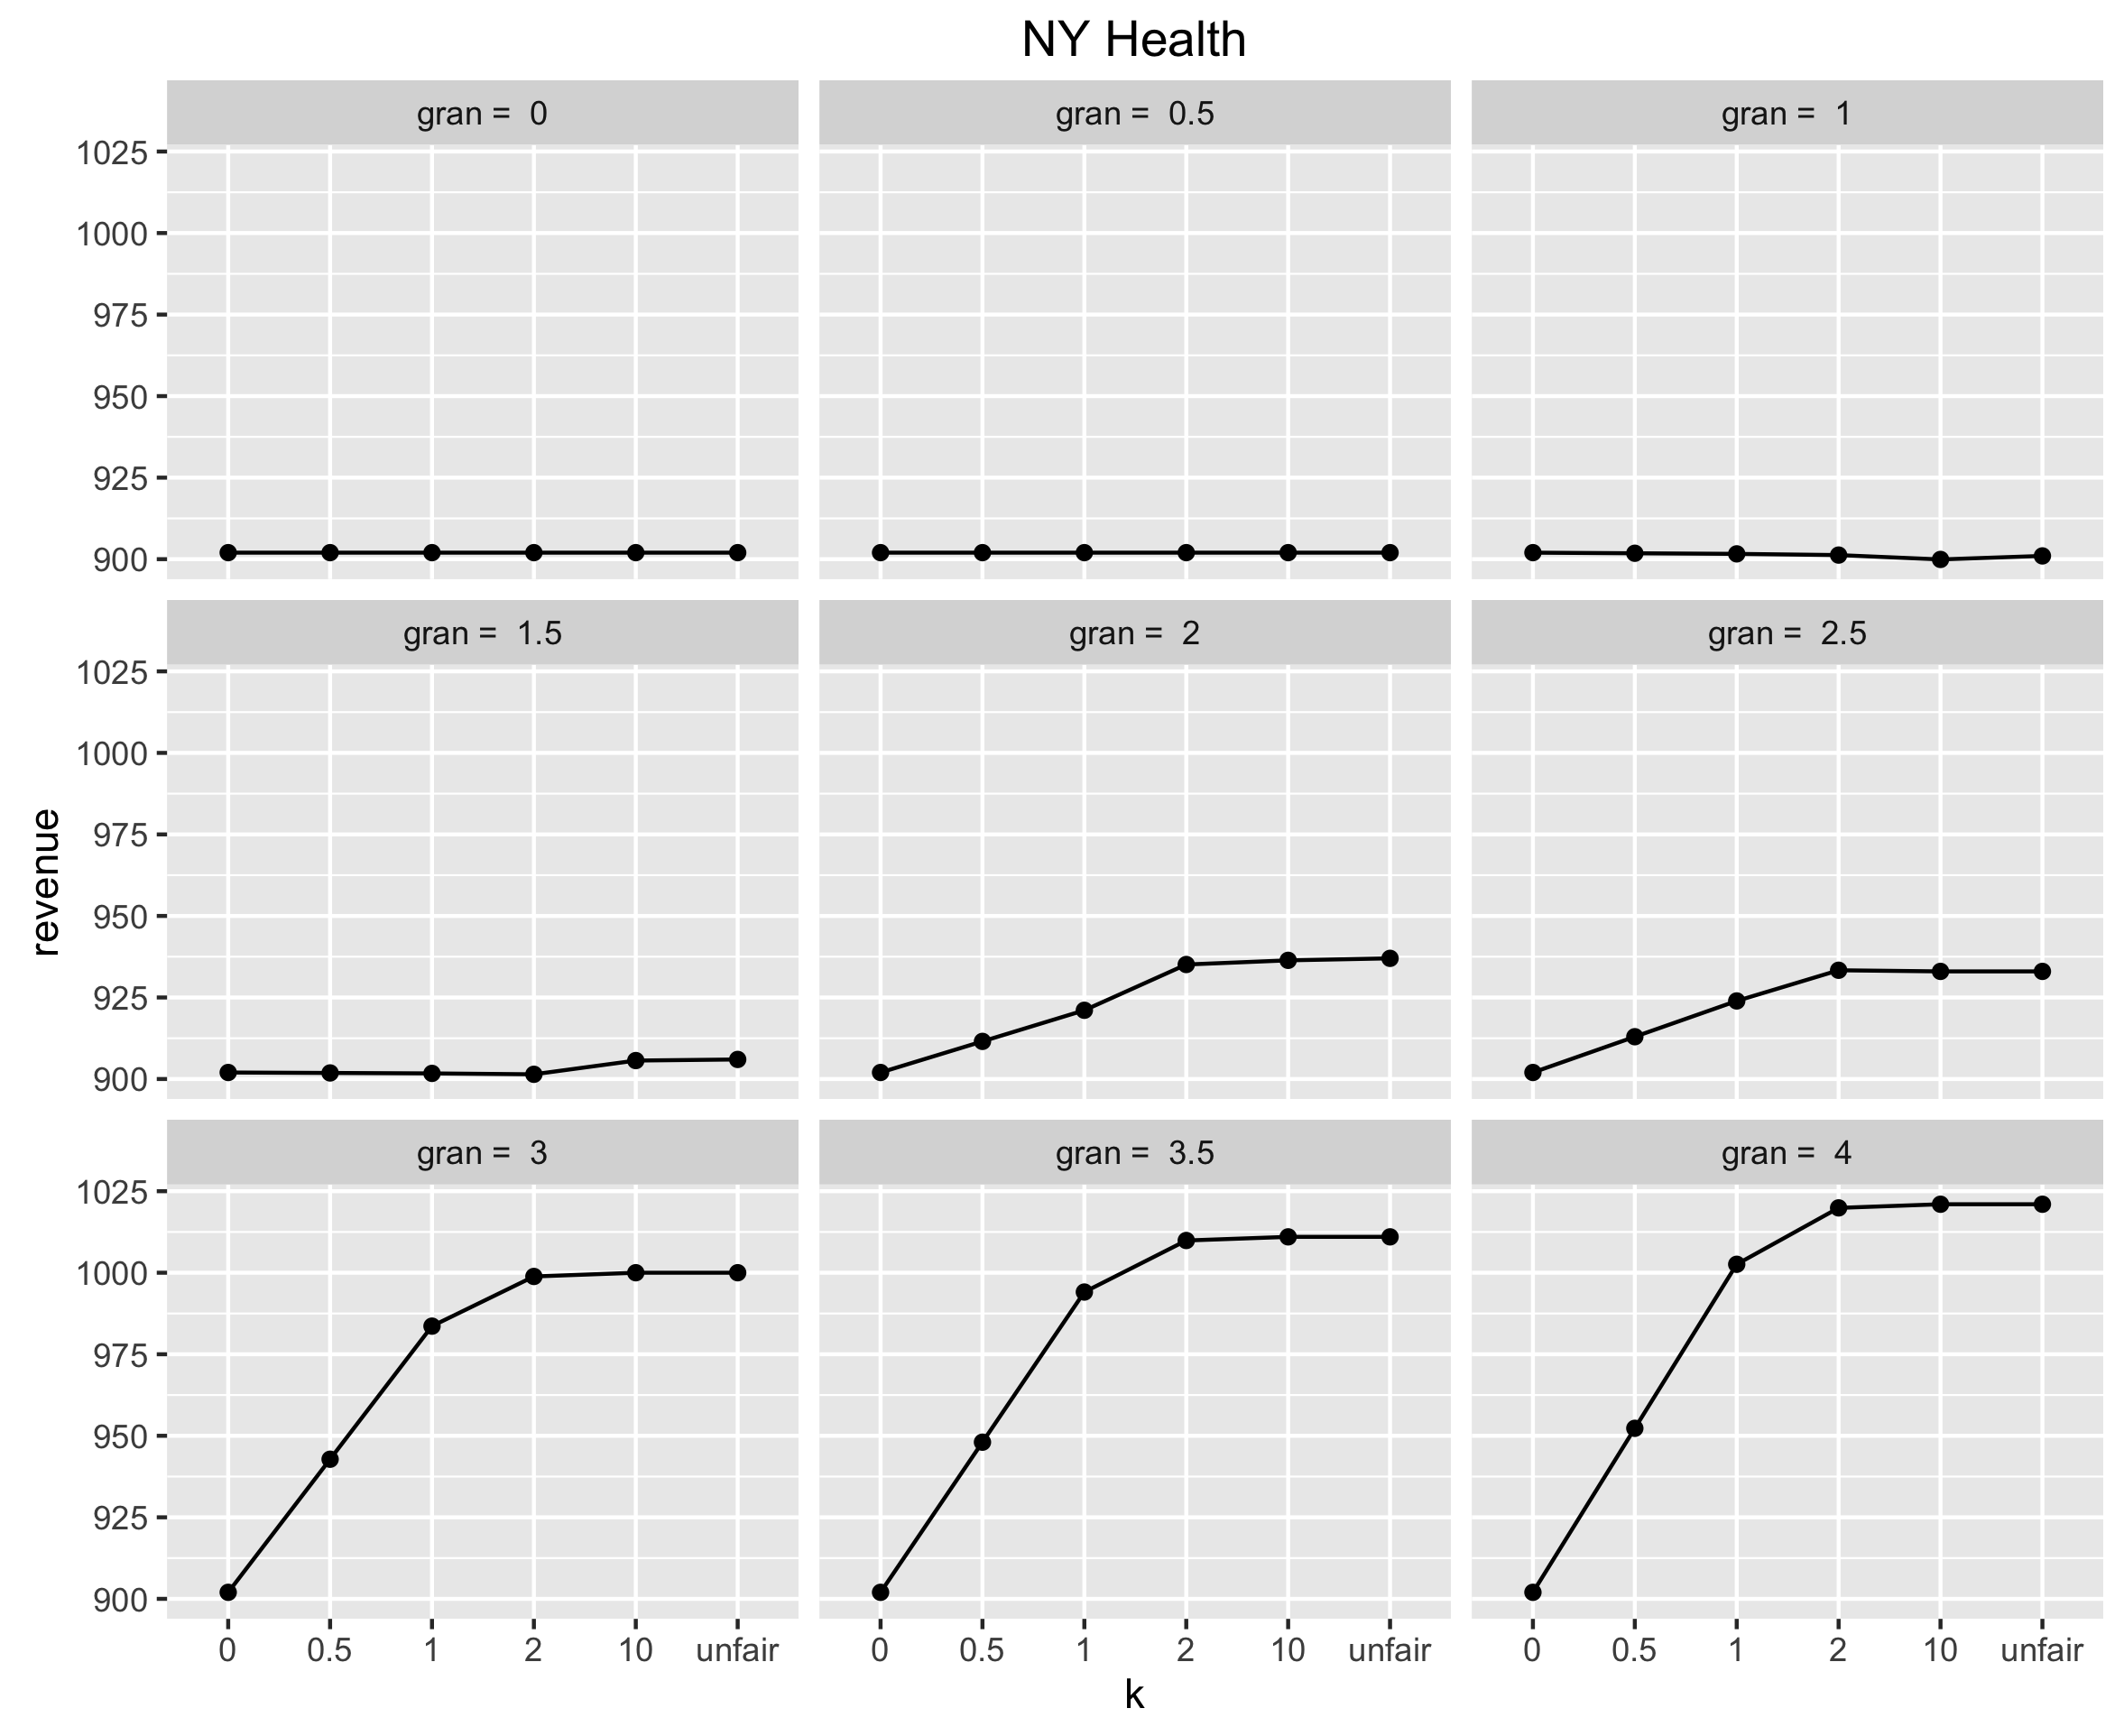 NY Health
gran =  0
gran =  0.5
gran =  1
1025
1000
975
950
925
900
gran =  1.5
gran =  2
gran =  2.5
1025
1000
975
950
925
900
revenue
gran =  3
gran =  3.5
gran =  4
1025
1000
975
950
925
900
0 0.5 1 2 10 unfair
0 0.5 1 2 10 unfair
0 0.5 1 2 10 unfair
k